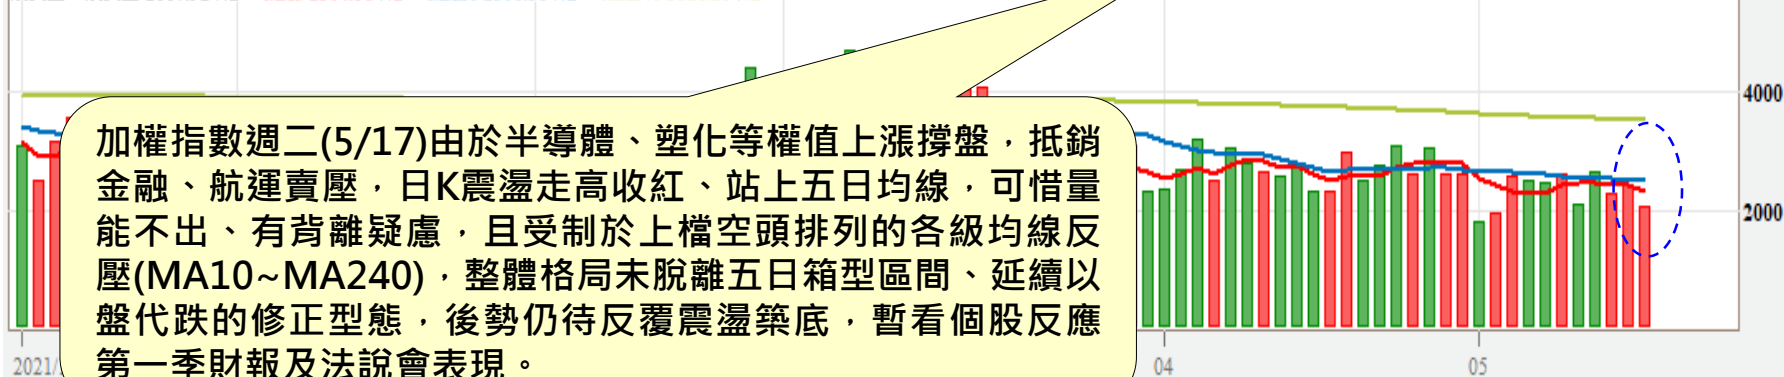 4000
加權指數週二(5/17)由於半導體、塑化等權值上漲撐盤，抵銷
金融、航運賣壓，日K震盪走高收紅、站上五日均線，可惜量
能不出、有背離疑慮，且受制於上檔空頭排列的各級均線反
壓(MA10~MA240)，整體格局未脫離五日箱型區間、延續以
盤代跌的修正型態，後勢仍待反覆震盪築底，暫看個股反應
第一季財報及法說會表現。
2000
2021/
04
05